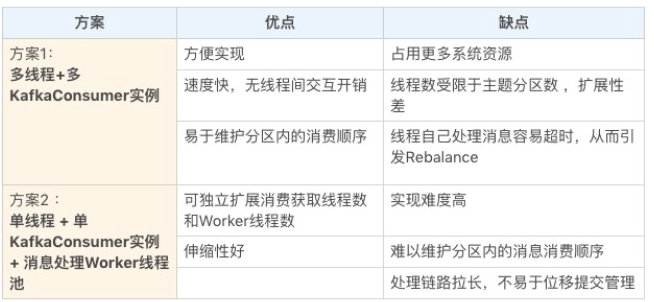 方案 优点 缺点
方案1：
多线程+多
KafkaConsumer实例
方便实现 占用更多系统资源
速度快，无线程间交互开销 线程数受限于主题分区数 ，扩展性
差
易于维护分区内的消费顺序 线程自己处理消息容易超时，从而引
发Rebalance
方案2 ：
单线程 + 单
KafkaConsumer实例
+ 消息处理Worker线程
池
可独立扩展消费获取线程数
和Worker线程数
实现难度高
伸缩性好 难以维护分区内的消息消费顺序
处理链路拉长，不易于位移提交管理